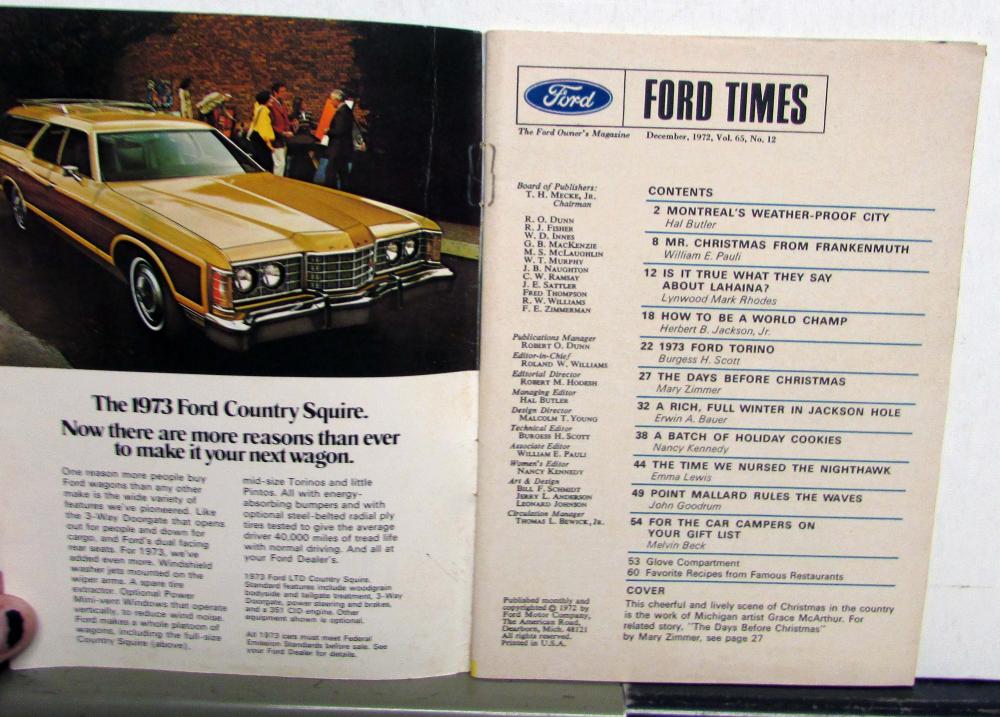 The 1973 Ford Country Squire.
Now there are more reasons than ever
to make it your next wagon.
One reason more people buy
Ford wagons than any other
make is the wide variety of
features we've pioneered. Like
the 3-Way Doorgate that opens
out for people and down for
cargo, and Ford's dual facing
rear seats. For 1973, we've
added even more. Windshield
washer jets mounted on the
wiper arms. A spare tire
extractor. Optional Power
Mini-vent Windows that operate
vertically, to reduce wind noise.
Ford makes a whole platoon of
wagons, including the full-size
Country Squire (above),
mid-size Torinos and little
Pintos. All with energy-
absorbing bumpers and with
optional steel-belted radial ply
tires tested to give the average
driver 40,000 miles of tread life
with normal driving. And all at
your Ford Dealer's.
1973 Ford LTD Country Squire.
Standard features include woodgrain
bodyside and tailgate treatment, 3-Way
Doorgate, power steering and brakes,
and a 351 CID engine. Other
equipment shown is optional.
All 1973 cars must meet Federal
Emission Standards before sale. See
your Ford Dealer for details.
Ford
FORD TIMES
The Ford Owner's Magazine
December, 1972, Vol. 65, No. 12
Board of Publishers:
T. H. MECKE, JR.
Chairman
R. O. DUNN
R. J. FISHER
W. D. INNES
G. B. MACKENZIE
M. S. MCLAUGHLIN
W. T. MURPHY
J. B. NAUGHTON
C. W. RAMSAY
J. E. SATTLER
FRED THOMPSON
R. W. WILLIAMS
F. E. ZIMMERMAN
Publications Manager
ROBERT O. DUNN
Editor-in-Chief
ROLAND W. WILLIAMS
Editorial Director
ROBERT M. HODESH
Managing Editor
HAL BUTLER
Design Director
MALCOLM T. YOUNG
Technical Editor
BURGESS H. SCOTT
Associate Editor
WILLIAM E. PAULI
Women's Editor
NANCY KENNEDY
Art & Design
BILL F. SCHMIDT
JERRY L. ANDERSON
LEONARD JOHNSON
Circulation Manager
THOMAS L. BEWICK, JR.
Published monthly and
copyrighted © 1972 by
Ford Motor Company,
The American Road,
Dearborn, Mich. 48121
All rights reserved.
Printed in U.S.A.
CONTENTS
2 MONTREAL'S WEATHER-PROOF CITY
Hal Butler
8 MR. CHRISTMAS FROM FRANKENMUTH
William E. Pauli
12 IS IT TRUE WHAT THEY SAY
ABOUT LAHAINA?
Lynwood Mark Rhodes
18 HOW TO BE A WORLD CHAMP
Herbert B. Jackson, Jr.
22 1973 FORD TORINO
Burgess H. Scott
27 THE DAYS BEFORE CHRISTMAS
Mary Zimmer
32 A RICH, FULL WINTER IN JACKSON HOLE
Erwin A. Bauer
38 A BATCH OF HOLIDAY COOKIES
Nancy Kennedy
44 THE TIME WE NURSED THE NIGHTHAWK
Emma Lewis
49 POINT MALLARD RULES THE WAVES
John Goodrum
54 FOR THE CAR CAMPERS ON
YOUR GIFT LIST
Melvin Beck
53 Glove Compartment
60 Favorite Recipes from Famous Restaurants
COVER
This cheerful and lively scene of Christmas in the country
is the work of Michigan artist Grace McArthur. For
related story, "The Days Before Christmas"
by Mary Zimmer, see page 27